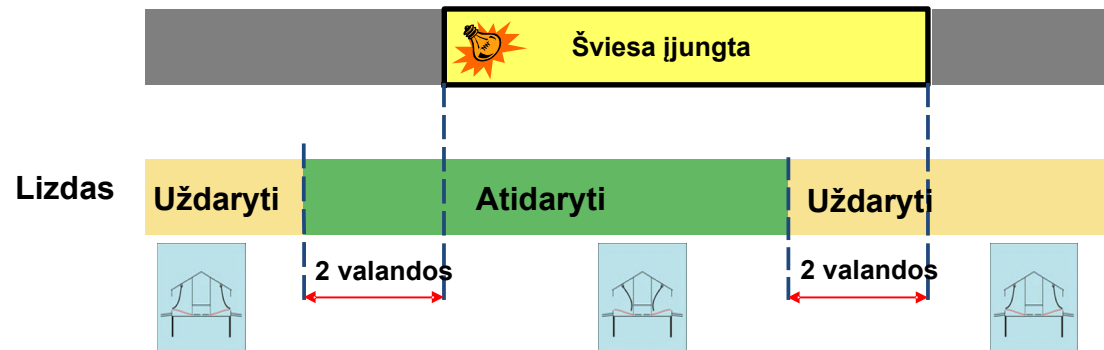 Šviesa įjungta
Lizdas
Uždaryti
Atidaryti
Uždaryti
2 valandos
2 valandos